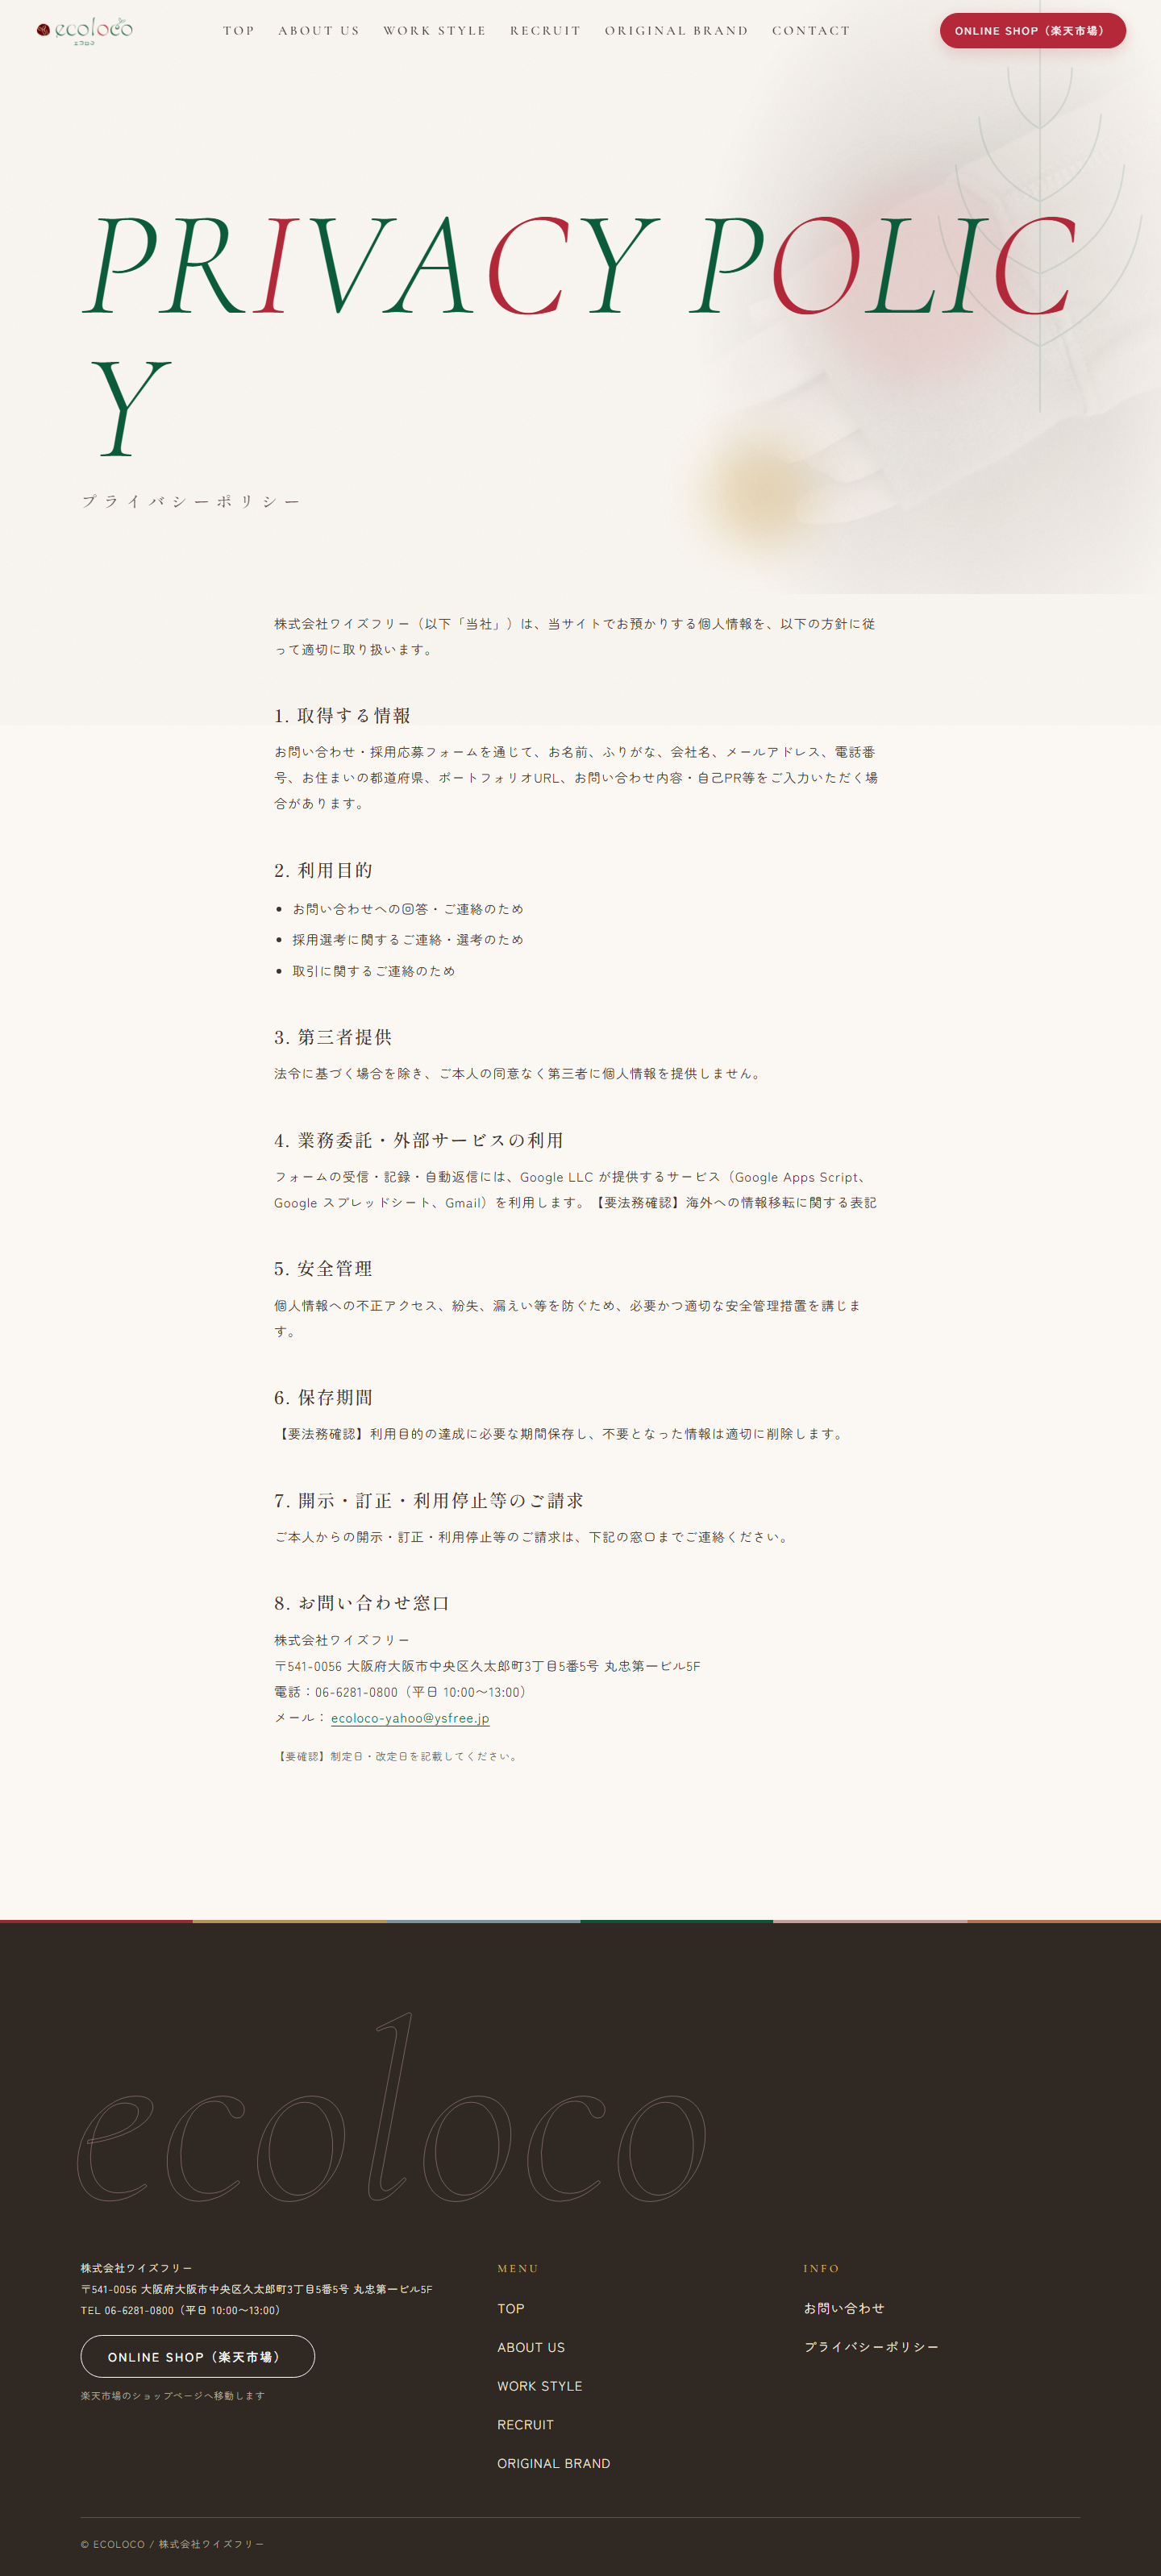 ecoloco
エコロコ
TOP ABOUT US WORK STYLE RECRUIT ORIGINAL BRAND CONTACT
ONLINE SHOP（楽天市場）
PRIVACY POLIC
Y
プライバシーポリシー
株式会社ワイズフリー（以下「当社」）は、当サイトでお預かりする個人情報を、以下の方針に従
って適切に取り扱います。
1. 取得する情報
お問い合わせ・採用応募フォームを通じて、お名前、ふりがな、会社名、メールアドレス、電話番
号、お住まいの都道府県、ポートフォリオURL、お問い合わせ内容・自己PR等をご入力いただく場
合があります。
2. 利用目的
• お問い合わせへの回答・ご連絡のため
• 採用選考に関するご連絡・選考のため
• 取引に関するご連絡のため
3. 第三者提供
法令に基づく場合を除き、ご本人の同意なく第三者に個人情報を提供しません。
4. 業務委託・外部サービスの利用
フォームの受信・記録・自動返信には、Google LLC が提供するサービス（Google Apps Script、
Google スプレッドシート、Gmail）を利用します。【要法務確認】海外への情報移転に関する表記
5. 安全管理
個人情報への不正アクセス、紛失、漏えい等を防ぐため、必要かつ適切な安全管理措置を講じま
す。
6. 保存期間
【要法務確認】利用目的の達成に必要な期間保存し、不要となった情報は適切に削除します。
7. 開示・訂正・利用停止等のご請求
ご本人からの開示・訂正・利用停止等のご請求は、下記の窓口までご連絡ください。
8. お問い合わせ窓口
株式会社ワイズフリー
〒541-0056 大阪府大阪市中央区久太郎町3丁目5番5号 丸忠第一ビル5F
電話：06-6281-0800（平日 10:00〜13:00）
メール： ecoloco-yahoo@ysfree.jp
【要確認】制定日・改定日を記載してください。
ecoloco
株式会社ワイズフリー
〒541-0056 大阪府大阪市中央区久太郎町3丁目5番5号 丸忠第一ビル5F
TEL 06-6281-0800（平日 10:00〜13:00）
ONLINE SHOP（楽天市場）
楽天市場のショップページへ移動します
MENU
TOP
ABOUT US
WORK STYLE
RECRUIT
ORIGINAL BRAND
INFO
お問い合わせ
プライバシーポリシー
© ECOLOCO / 株式会社ワイズフリー